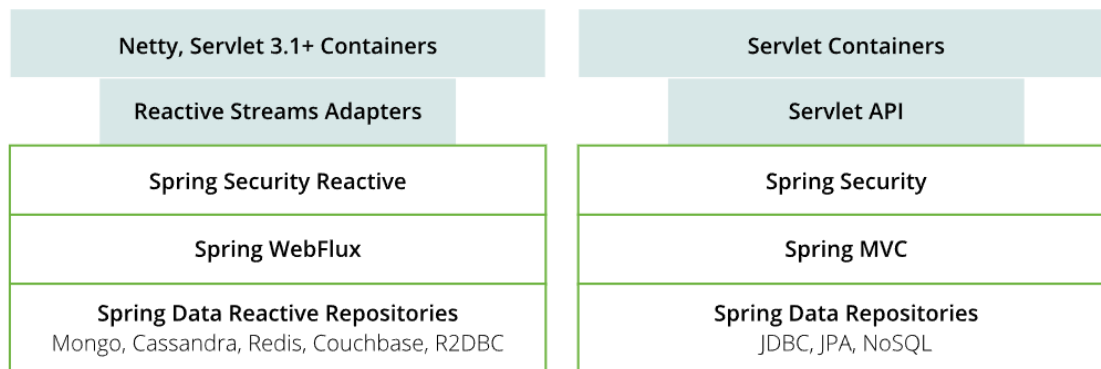 Netty, Servlet 3.1+ Containers
Reactive Streams Adapters
Spring Security Reactive
Spring WebFlux
Spring Data Reactive Repositories
Mongo, Cassandra, Redis, Couchbase, R2DBC
Servlet Containers
Servlet API
Spring Security
Spring MVC
Spring Data Repositories
JDBC, JPA, NoSQL